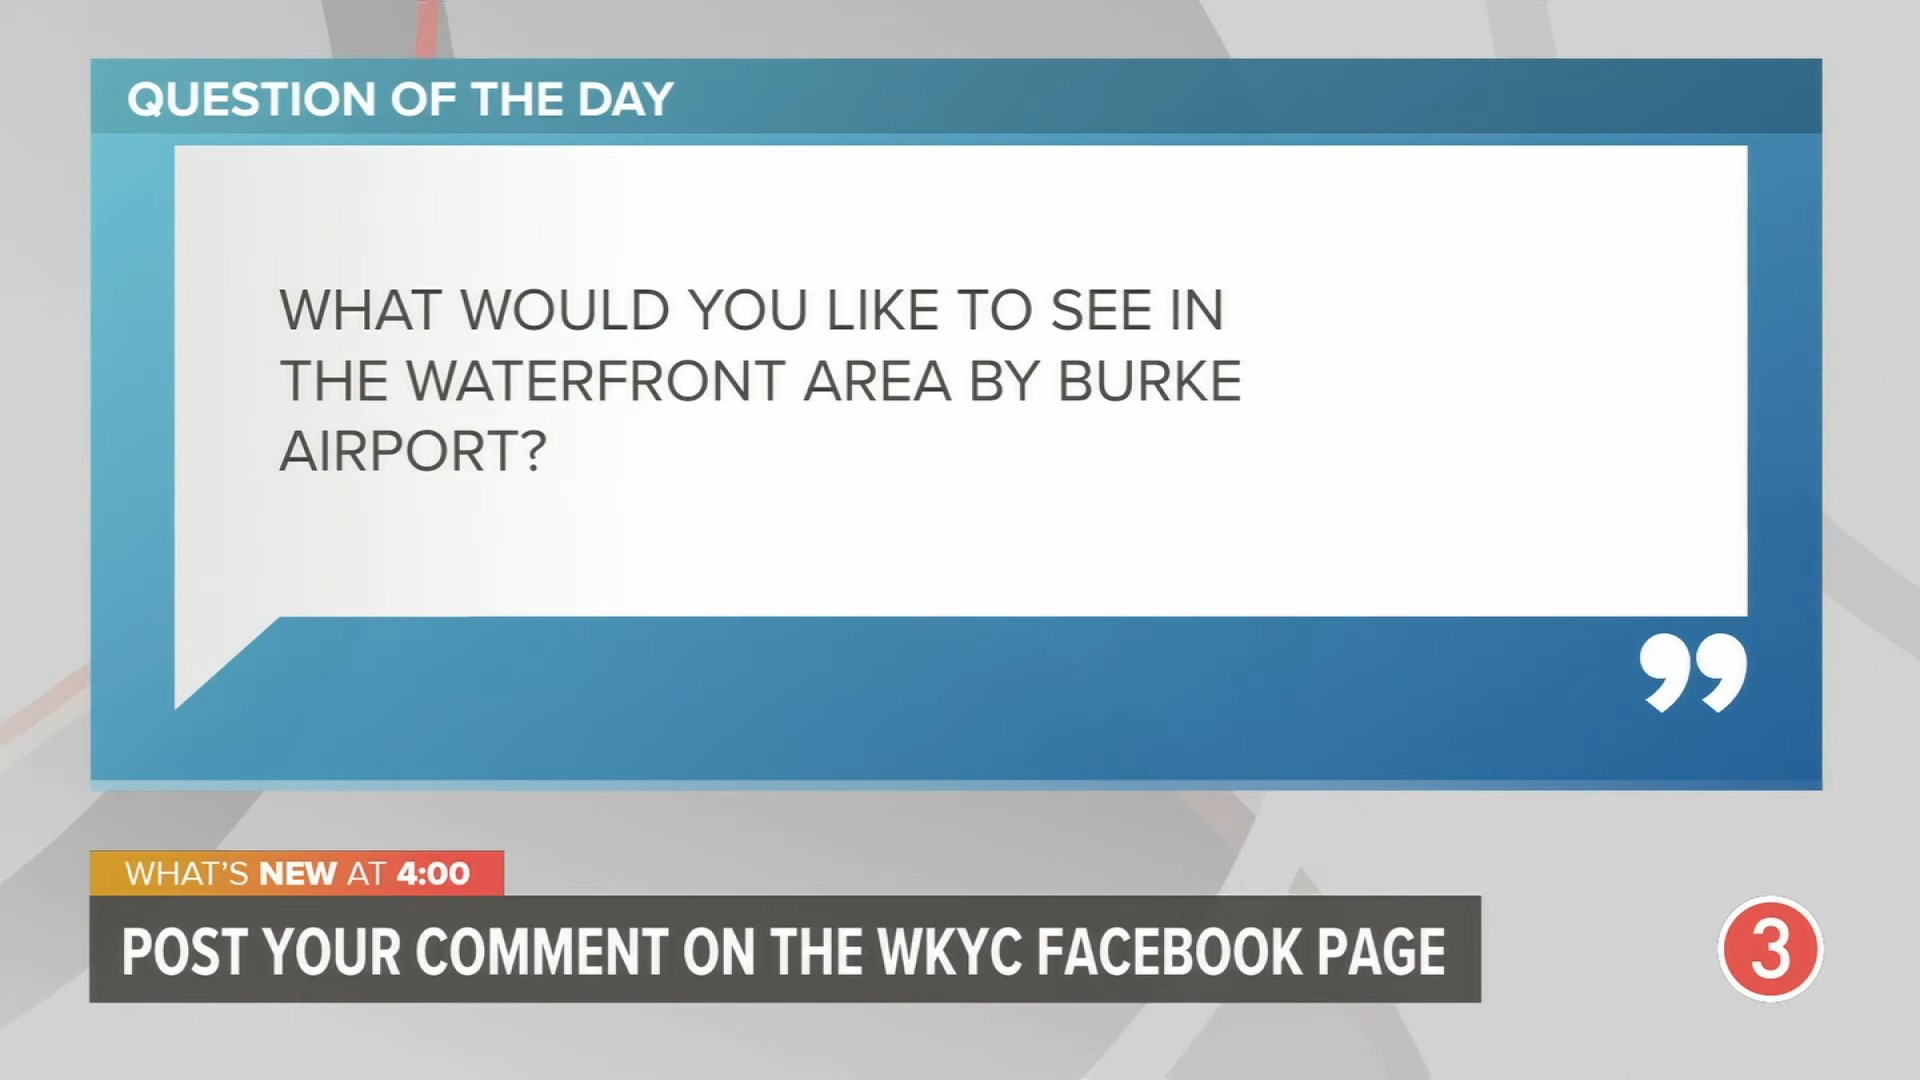 QUESTION OF THE DAY
WHAT WOULD YOU LIKE TO SEE IN
THE WATERFRONT AREA BY BURKE
AIRPORT?
”
WHAT’S NEW AT 4:00
POST YOUR COMMENT ON THE WKYC FACEBOOK PAGE
3